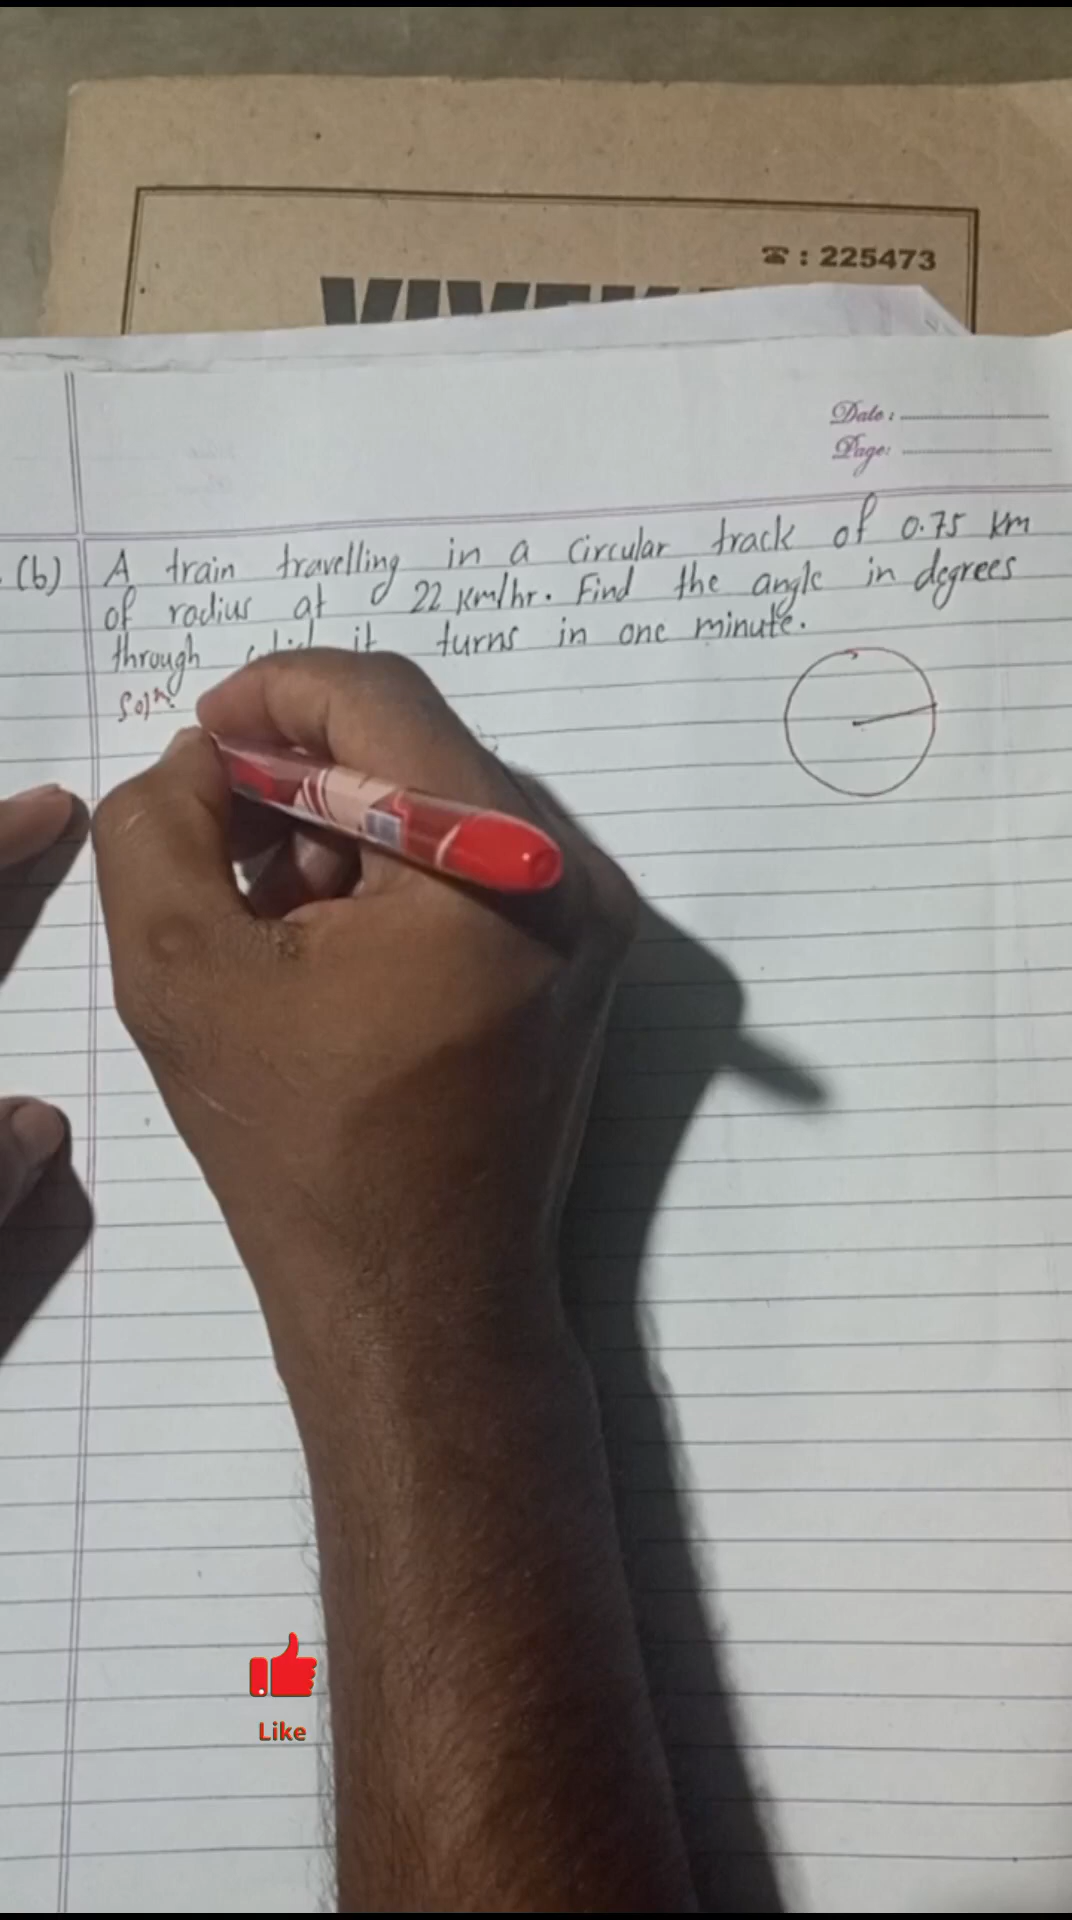 ☎ : 225473
Date :
Page:
(b) A train travelling in a Circular track of 0.75 km
of radius at 22 km/hr. Find the angle in degrees
through it turns in one minute.
Solⁿ
Like